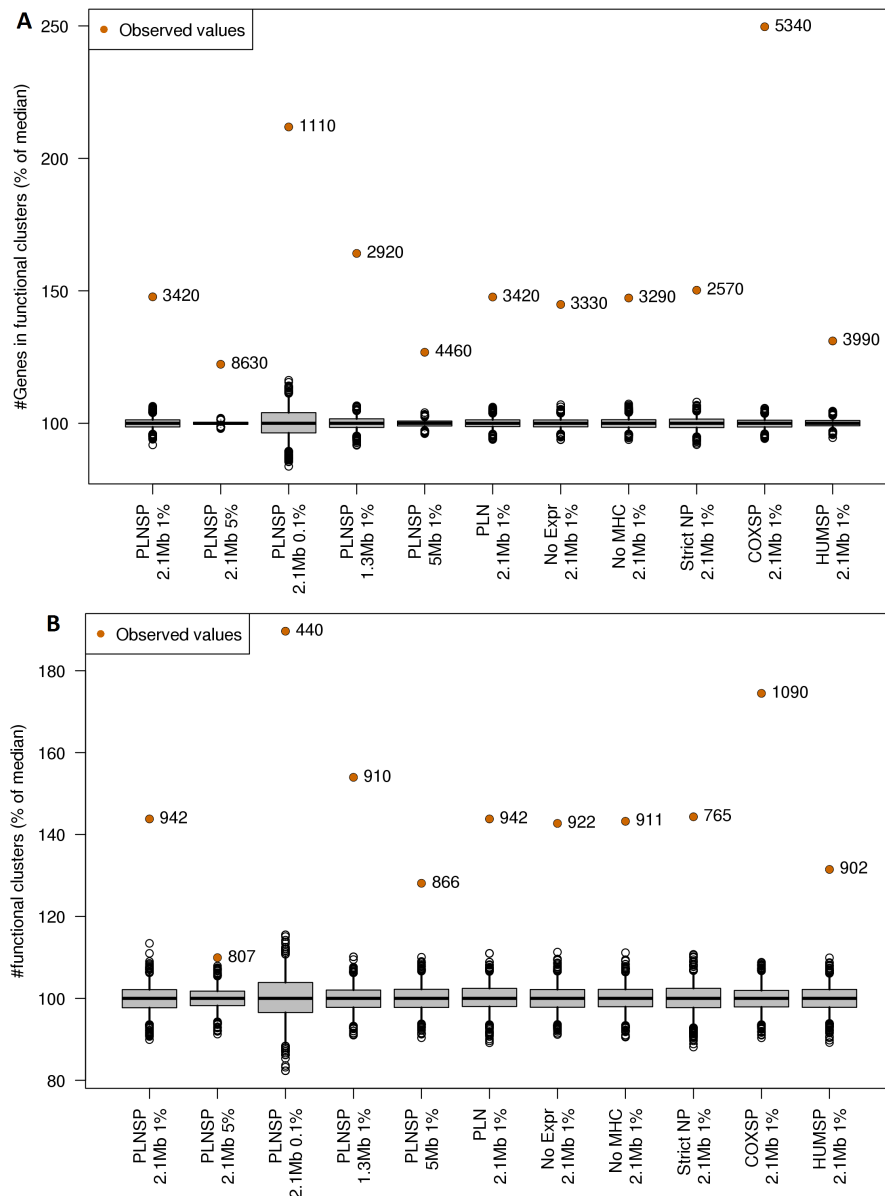 A
Observed values
#Genes in functional clusters (% of median)
250
200
150
100
3420
8630
1110
2920
4460
3420
3330
3290
2570
5340
3990
PLNSP
2.1Mb 1%
PLNSP
2.1Mb 5%
PLNSP
2.1Mb 0.1%
PLNSP
1.3Mb 1%
PLNSP
5Mb 1%
PLN
2.1Mb 1%
No Expr
2.1Mb 1%
No MHC
2.1Mb 1%
Strict NP
2.1Mb 1%
COXSP
2.1Mb 1%
HUMSP
2.1Mb 1%
B
Observed values
#functional clusters (% of median)
180
160
140
120
100
80
942
807
440
910
866
942
922
911
765
1090
902
PLNSP
2.1Mb 1%
PLNSP
2.1Mb 5%
PLNSP
2.1Mb 0.1%
PLNSP
1.3Mb 1%
PLNSP
5Mb 1%
PLN
2.1Mb 1%
No Expr
2.1Mb 1%
No MHC
2.1Mb 1%
Strict NP
2.1Mb 1%
COXSP
2.1Mb 1%
HUMSP
2.1Mb 1%